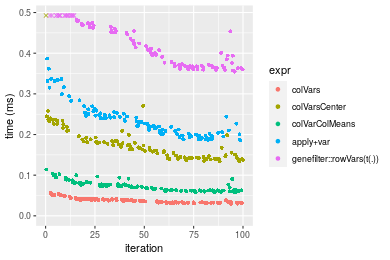 0.5
0.4
0.3
0.2
0.1
0.0
time (ms)
0
25
50
75
100
iteration
expr
colVars
colVarsCenter
colVarColMeans
apply+var
genefilter::rowVars(t(.))